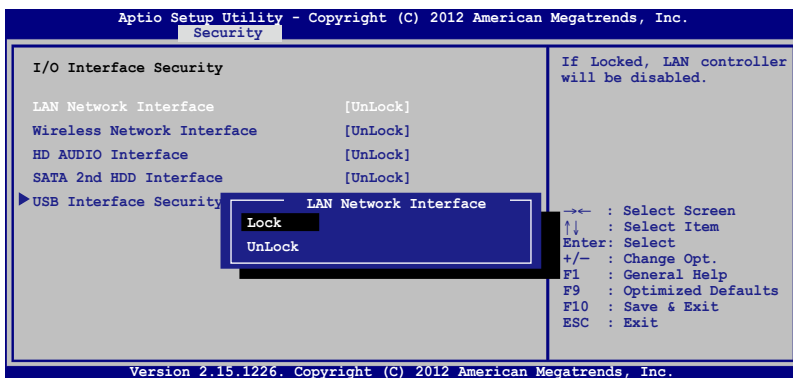 Aptio Setup Utility - Copyright (C) 2012 American Megatrends, Inc.
Security
I/O Interface Security
LAN Network Interface [UnLock]
Wireless Network Interface [UnLock]
HD AUDIO Interface [UnLock]
SATA 2nd HDD Interface [UnLock]
USB Interface Security
LAN Network Interface
Lock
UnLock
If Locked, LAN controller
will be disabled.
→← : Select Screen
↑↓ : Select Item
Enter: Select
+/— : Change Opt.
F1 : General Help
F9 : Optimized Defaults
F10 : Save & Exit
ESC : Exit
Version 2.15.1226. Copyright (C) 2012 American Megatrends, Inc.